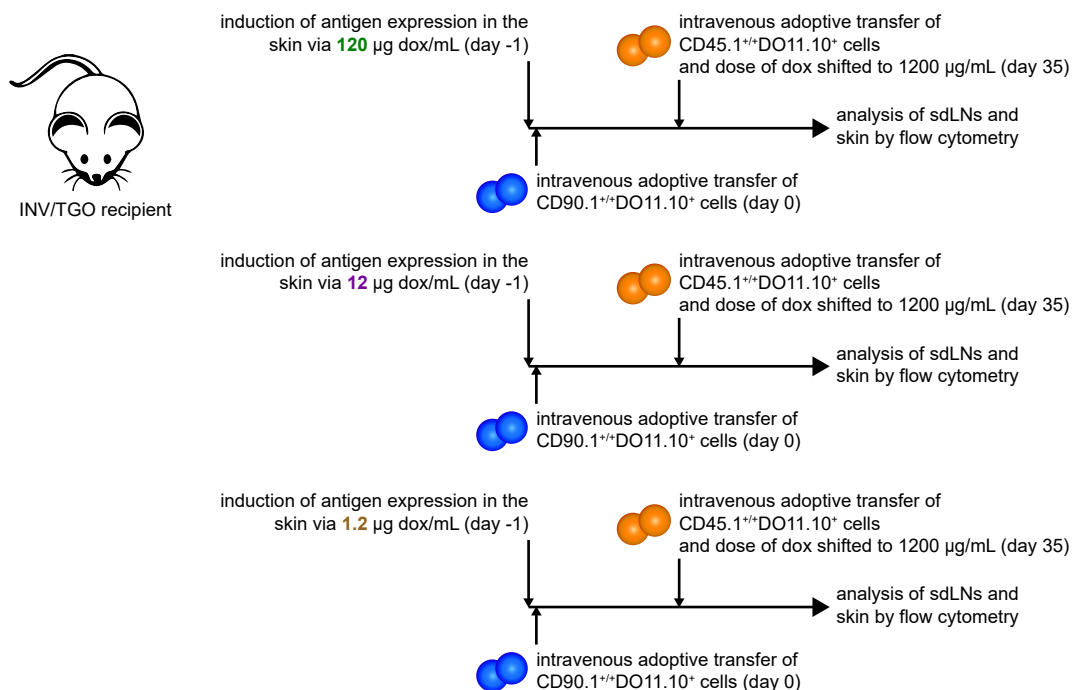 induction of antigen expression in the
skin via 120 µg dox/mL (day -1)
intravenous adoptive transfer of
CD45.1⁺/⁺DO11.10⁺ cells
and dose of dox shifted to 1200 µg/mL (day 35)
analysis of sdLNs and
skin by flow cytometry
intravenous adoptive transfer of
CD90.1⁺/⁺DO11.10⁺ cells (day 0)
INV/TGO recipient
induction of antigen expression in the
skin via 12 µg dox/mL (day -1)
intravenous adoptive transfer of
CD45.1⁺/⁺DO11.10⁺ cells
and dose of dox shifted to 1200 µg/mL (day 35)
analysis of sdLNs and
skin by flow cytometry
intravenous adoptive transfer of
CD90.1⁺/⁺DO11.10⁺ cells (day 0)
induction of antigen expression in the
skin via 1.2 µg dox/mL (day -1)
intravenous adoptive transfer of
CD45.1⁺/⁺DO11.10⁺ cells
and dose of dox shifted to 1200 µg/mL (day 35)
analysis of sdLNs and
skin by flow cytometry
intravenous adoptive transfer of
CD90.1⁺/⁺DO11.10⁺ cells (day 0)